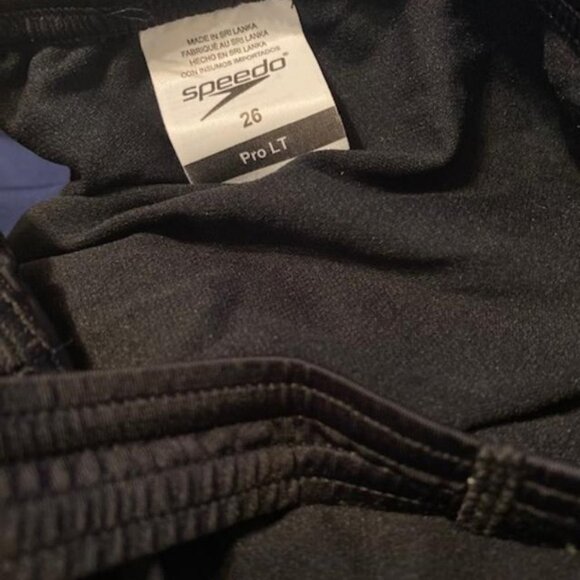 MADE IN SRI LANKA
FABRIQUÉ AU SRI LANKA
HECHO EN SRI LANKA
CON INSUMOS IMPORTADOS
speedo
26
Pro LT